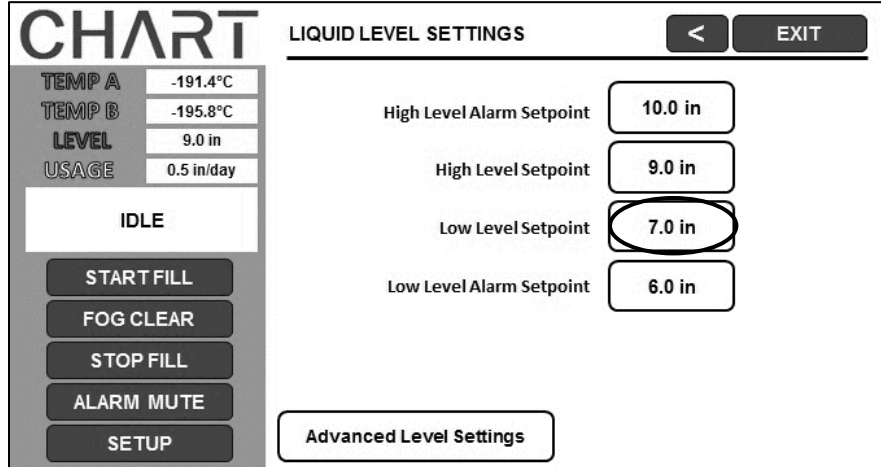 CHART
LIQUID LEVEL SETTINGS
<
EXIT
TEMP A -191.4°C
TEMP B -195.8°C
LEVEL 9.0 in
USAGE 0.5 in/day
IDLE
START FILL
FOG CLEAR
STOP FILL
ALARM MUTE
SETUP
High Level Alarm Setpoint 10.0 in
High Level Setpoint 9.0 in
Low Level Setpoint 7.0 in
Low Level Alarm Setpoint 6.0 in
Advanced Level Settings